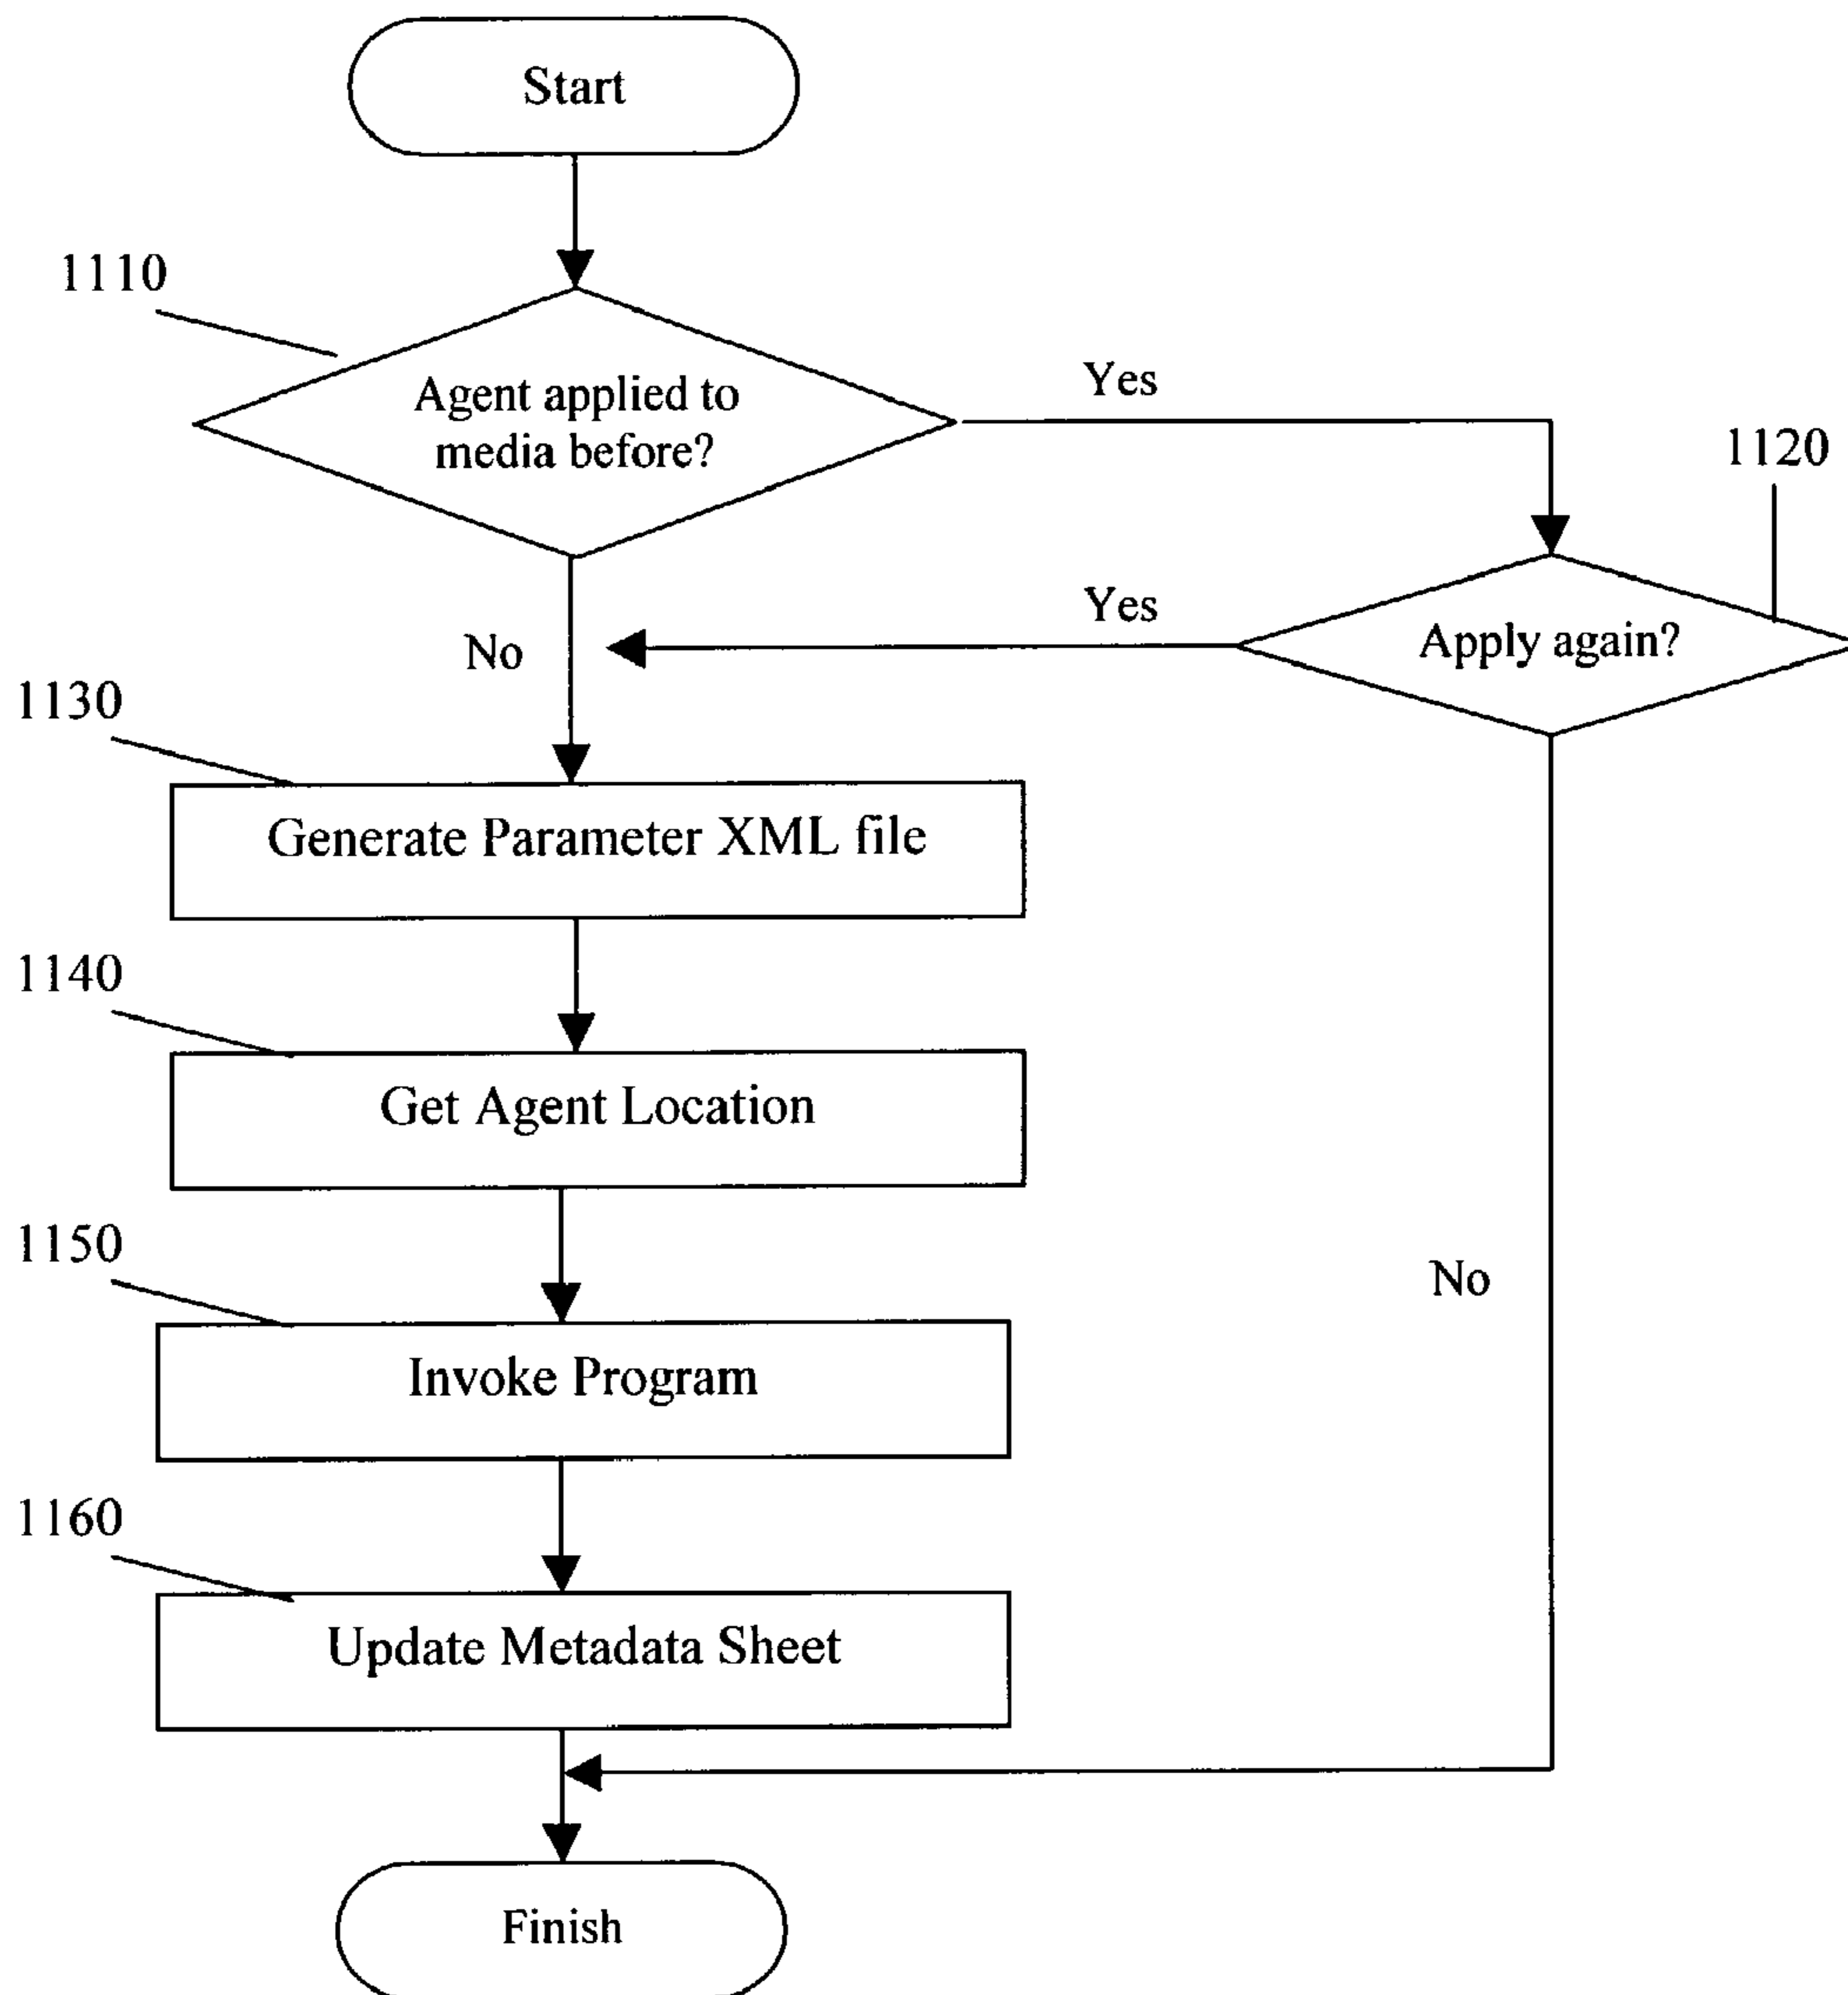 Start
1110
Agent applied to
media before?
Yes
1120
Apply again?
Yes
No
1130
Generate Parameter XML file
1140
Get Agent Location
1150
Invoke Program
No
1160
Update Metadata Sheet
Finish